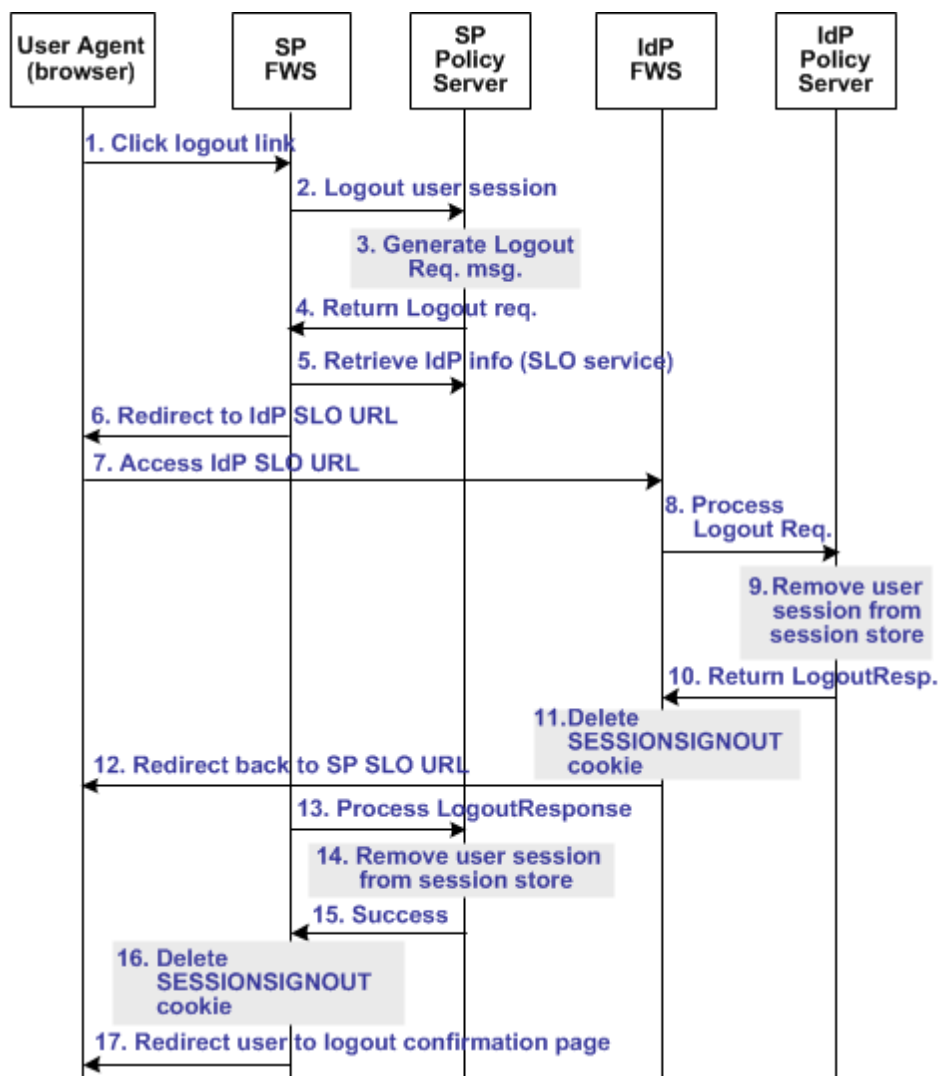 User Agent
(browser)
SP
FWS
SP
Policy
Server
IdP
FWS
IdP
Policy
Server
1. Click logout link
2. Logout user session
3. Generate Logout
Req. msg.
4. Return Logout req.
5. Retrieve IdP info (SLO service)
6. Redirect to IdP SLO URL
7. Access IdP SLO URL
8. Process
Logout Req.
9. Remove user
session from
session store
10. Return LogoutResp.
11. Delete
SESSIONSIGNOUT
cookie
12. Redirect back to SP SLO URL
13. Process LogoutResponse
14. Remove user session
from session store
15. Success
16. Delete
SESSIONSIGNOUT
cookie
17. Redirect user to logout confirmation page